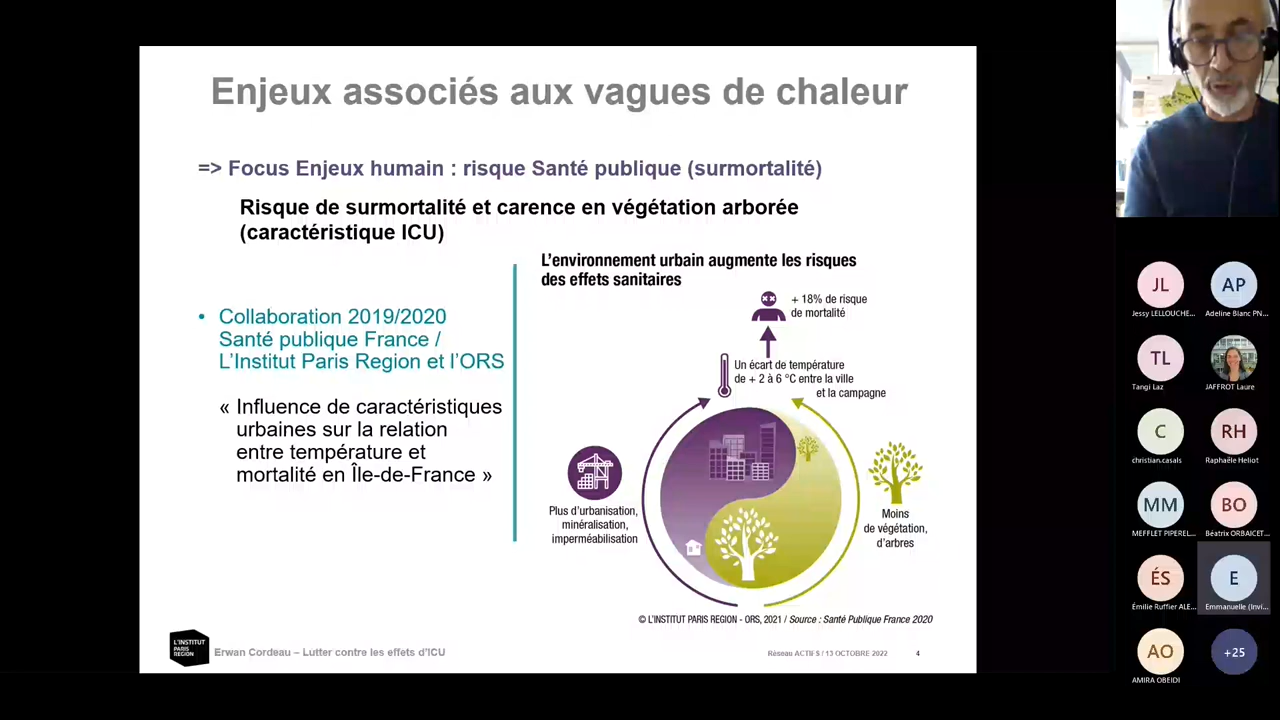 Enjeux associés aux vagues de chaleur
=> Focus Enjeux humain : risque Santé publique (surmortalité)
Risque de surmortalité et carence en végétation arborée
(caractéristique ICU)
• Collaboration 2019/2020
Santé publique France /
L'Institut Paris Region et l'ORS
« Influence de caractéristiques
urbaines sur la relation
entre température et
mortalité en Île-de-France »
L'environnement urbain augmente les risques
des effets sanitaires
+ 18% de risque
de mortalité
Un écart de température
de + 2 à 6 °C entre la ville
et la campagne
Plus d'urbanisation,
minéralisation,
imperméabilisation
Moins
de végétation,
d'arbres
© L'INSTITUT PARIS REGION - ORS, 2021 / Source : Santé Publique France 2020
L'INSTITUT
PARIS
REGION
Erwan Cordeau – Lutter contre les effets d'ICU
Réseau ACTIFS / 13 OCTOBRE 2022
4
JL
AP
Jessy LELLOUCHE...
Adeline Blanc PN...
TL
Tangi Laz
JAFFROT Laure
C
RH
christian.casals
Raphaële Heliot
MM
BO
MEFFLET PIPEREL...
Béatrix ORBAICET...
ÉS
E
Émilie Ruffier ALE...
Emmanuelle (Invi...
AO
+25
AMIRA OBEIDI